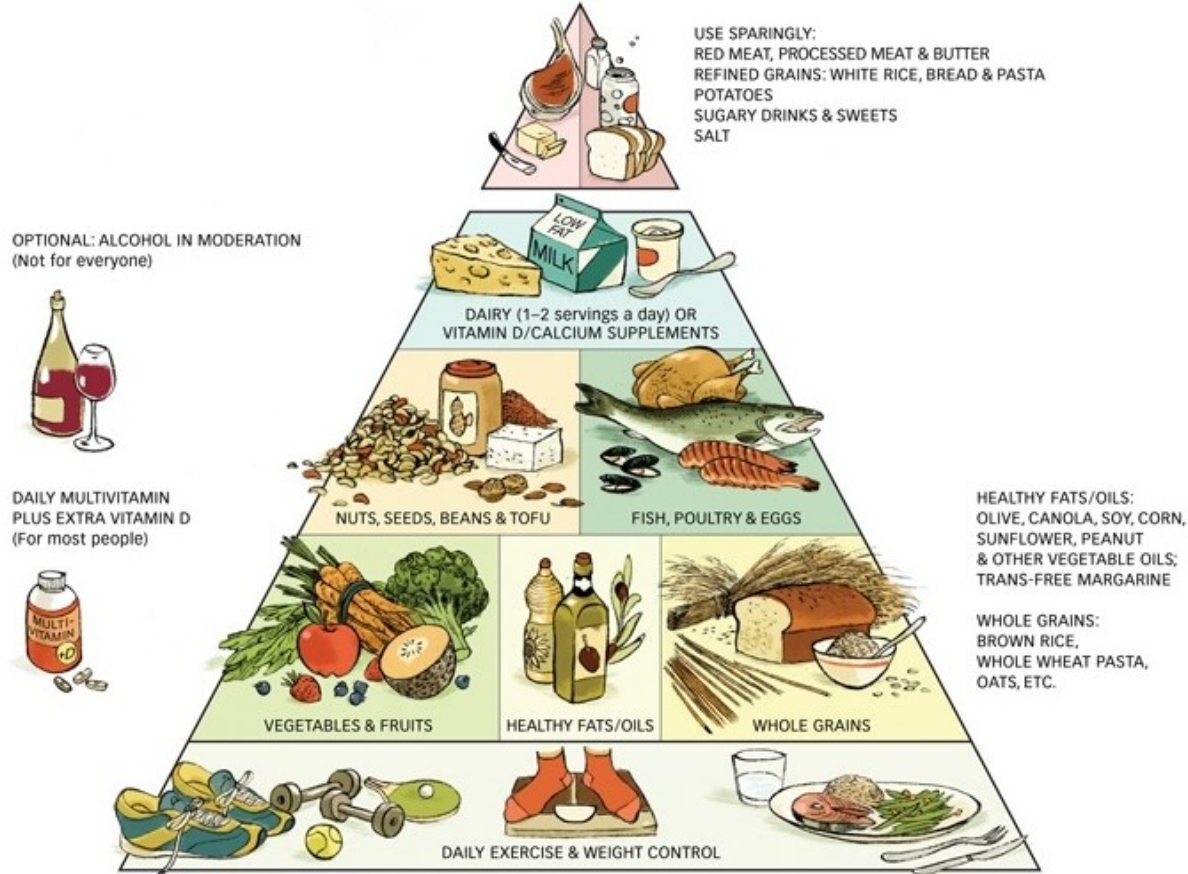 USE SPARINGLY:
RED MEAT, PROCESSED MEAT & BUTTER
REFINED GRAINS: WHITE RICE, BREAD & PASTA
POTATOES
SUGARY DRINKS & SWEETS
SALT
OPTIONAL: ALCOHOL IN MODERATION
(Not for everyone)
LOW
FAT
MILK
DAIRY (1–2 servings a day) OR
VITAMIN D/CALCIUM SUPPLEMENTS
DAILY MULTIVITAMIN
PLUS EXTRA VITAMIN D
(For most people)
MULTI-
VITAMIN
+D
NUTS, SEEDS, BEANS & TOFU
FISH, POULTRY & EGGS
HEALTHY FATS/OILS:
OLIVE, CANOLA, SOY, CORN,
SUNFLOWER, PEANUT
& OTHER VEGETABLE OILS;
TRANS-FREE MARGARINE
WHOLE GRAINS:
BROWN RICE,
WHOLE WHEAT PASTA,
OATS, ETC.
VEGETABLES & FRUITS
HEALTHY FATS/OILS
WHOLE GRAINS
DAILY EXERCISE & WEIGHT CONTROL